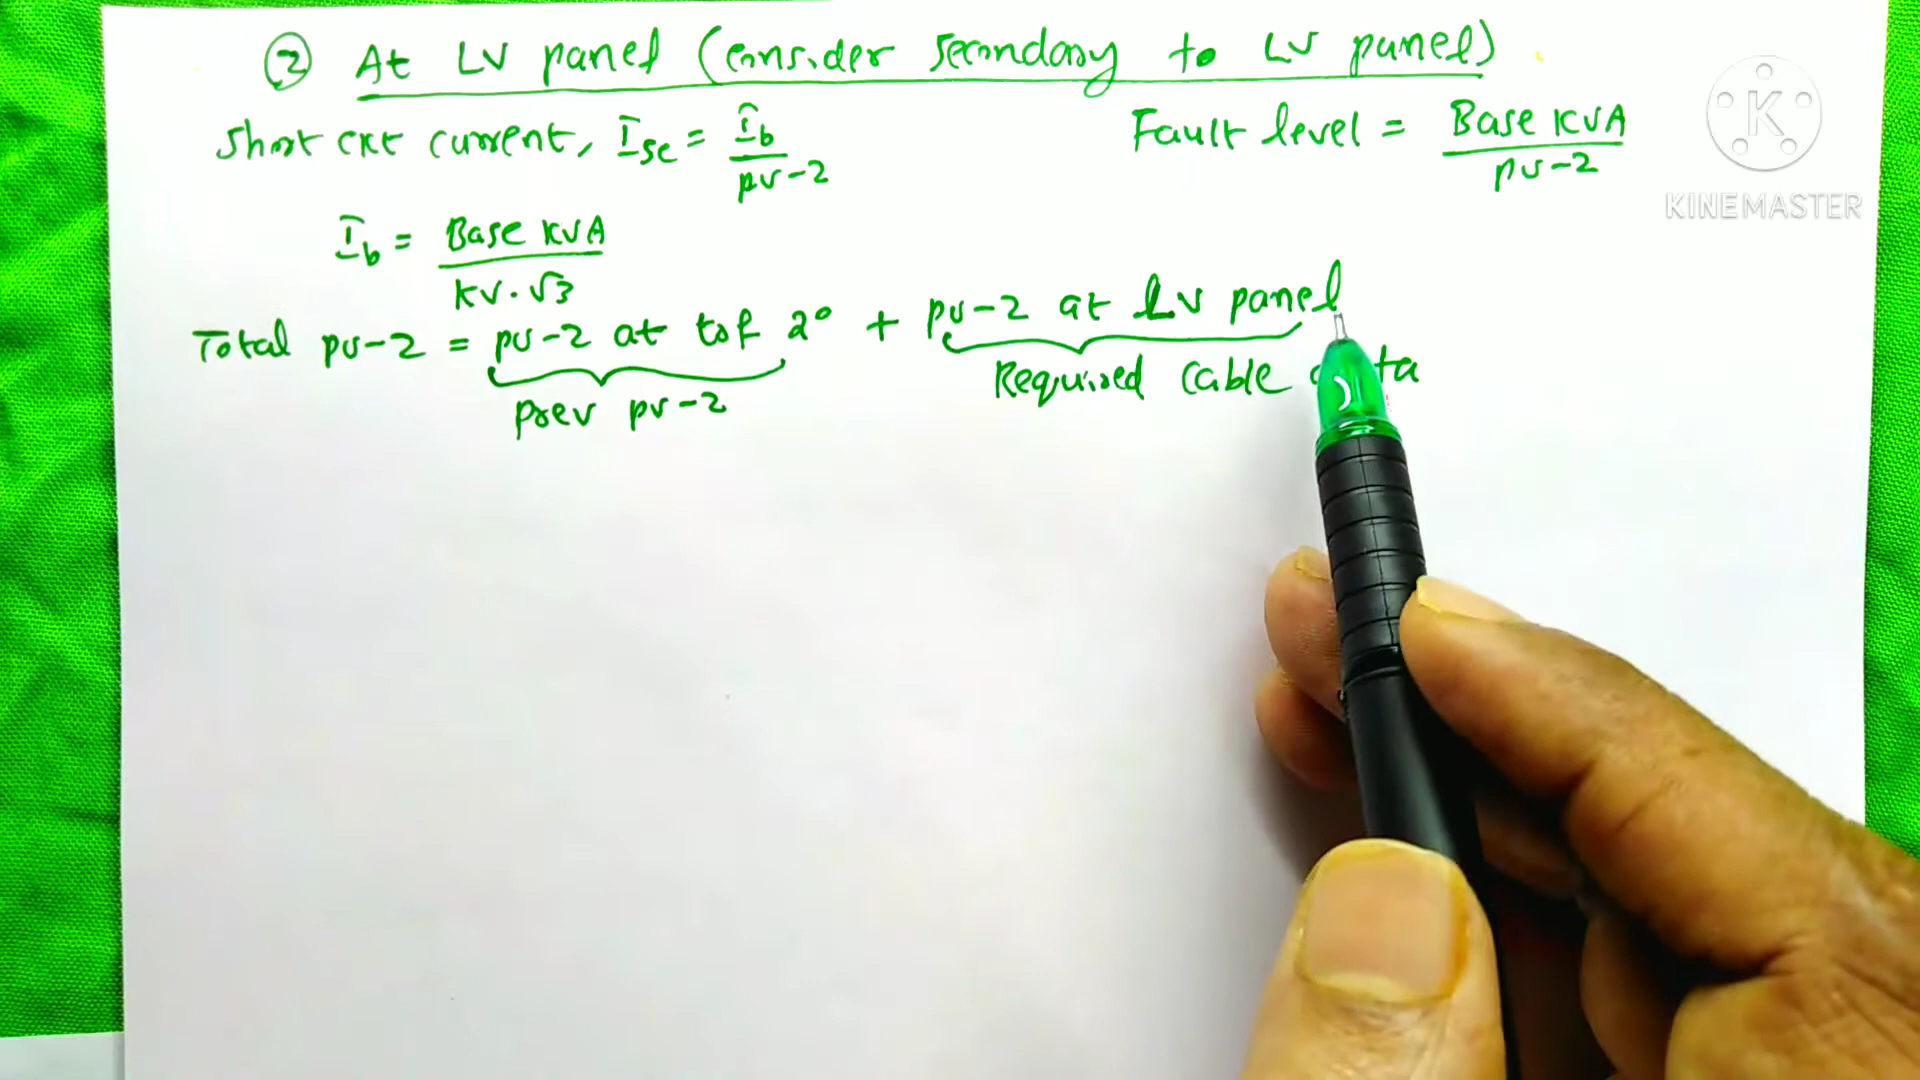 ② At LV panel (consider secondary to LV panel)
Short ckt current, Isc = Ib / pu-z
Fault level = Base KVA / pu-z
Ib = Base KVA / KV.√3
Total pu-z = pu-z at tof 2° + pu-z at LV panel
prev pu-z
Required cable
KINEMASTER